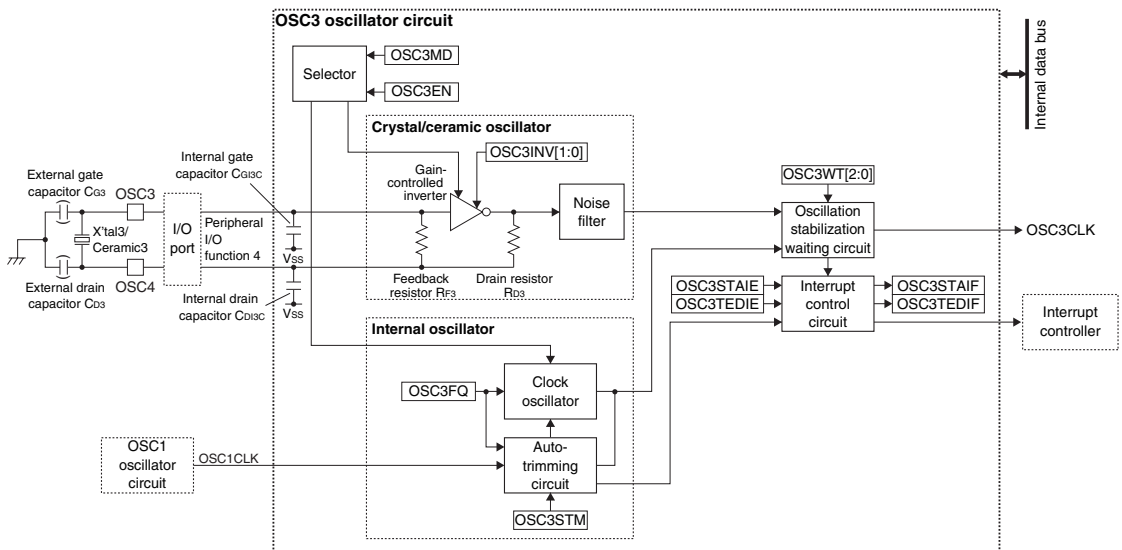 OSC3 oscillator circuit
Internal data bus
Selector
OSC3MD
OSC3EN
Crystal/ceramic oscillator
OSC3INV[1:0]
Gain-
controlled
inverter
Noise
filter
Internal gate
capacitor CGI3C
External gate
capacitor CG3
OSC3
X'tal3/
Ceramic3
I/O
port
Peripheral
I/O
function 4
VSS
OSC4
External drain
capacitor CD3
Internal drain
capacitor CDI3C
VSS
Feedback
resistor RF3
Drain resistor
RD3
OSC3WT[2:0]
Oscillation
stabilization
waiting circuit
OSC3CLK
OSC3STAIE
OSC3TEDIE
Interrupt
control
circuit
OSC3STAIF
OSC3TEDIF
Interrupt
controller
Internal oscillator
OSC3FQ
Clock
oscillator
OSC1
oscillator
circuit
OSC1CLK
Auto-
trimming
circuit
OSC3STM